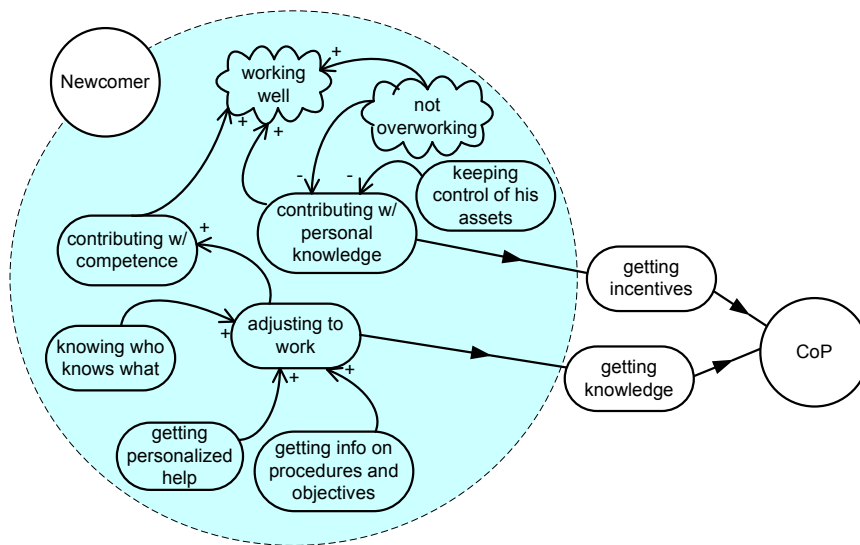 Newcomer
working
well
+
+
+
not
overworking
-
-
keeping
control of his
assets
contributing w/
personal
knowledge
contributing w/
competence
+
getting
incentives
adjusting to
work
+
+
+
knowing who
knows what
CoP
getting
knowledge
getting
personalized
help
getting info on
procedures and
objectives